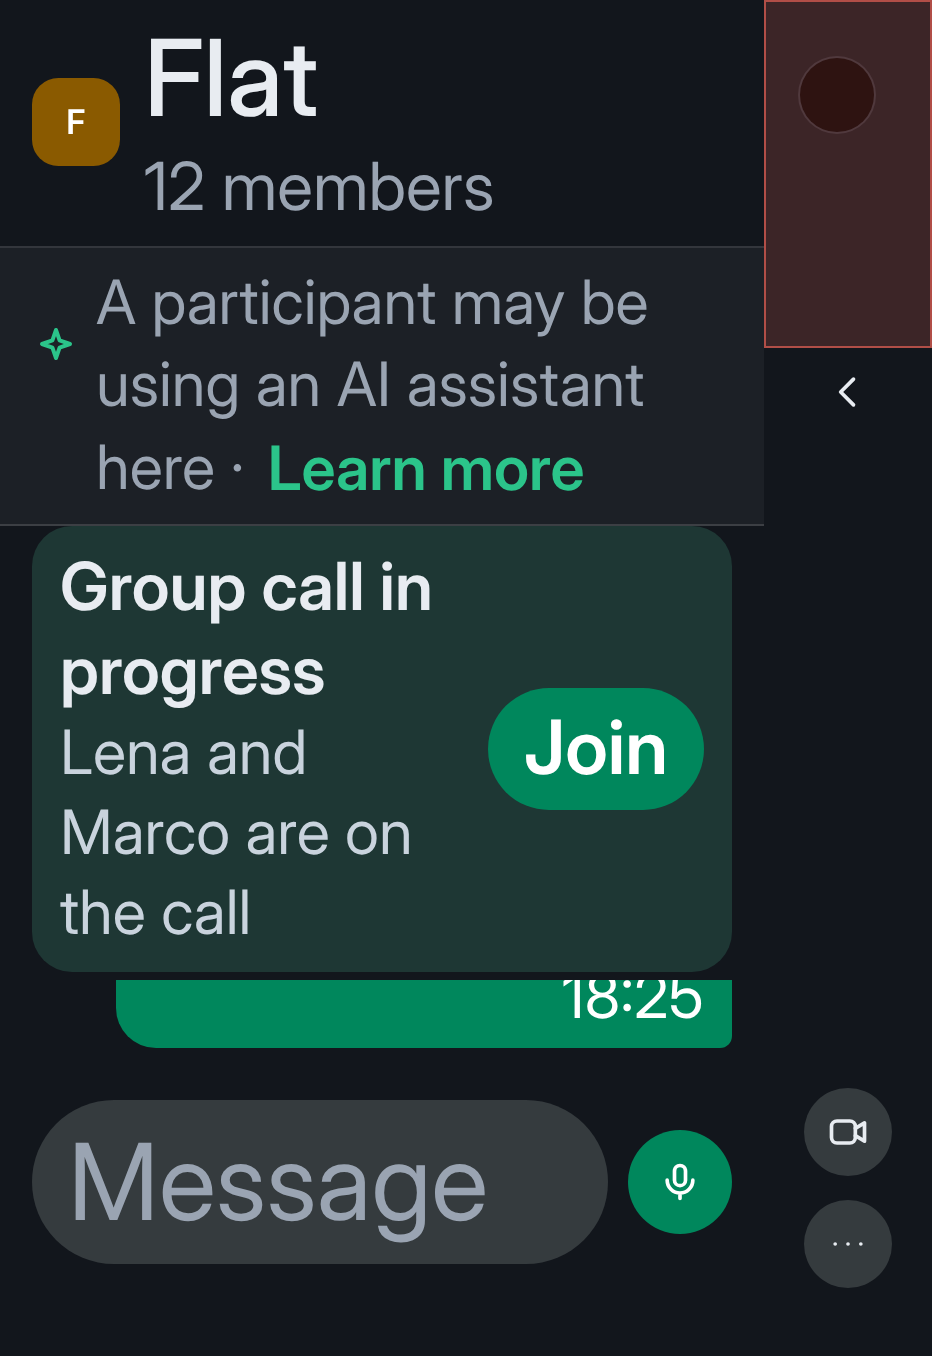 F
Flat
12 members
A participant may be
using an AI assistant
here · Learn more
Group call in
progress
Lena and
Marco are on
the call
Join
18:25
Message